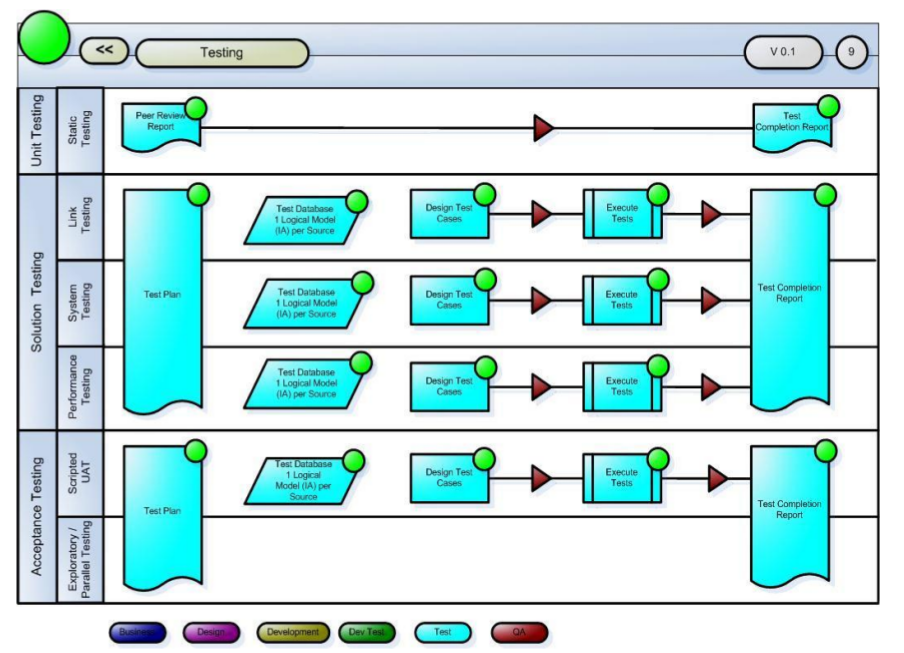 <<
Testing
V 0.1
9
Unit Testing
Static
Testing
Peer Review
Report
Test
Completion Report
Solution Testing
Link
Testing
System
Testing
Performance
Testing
Test Plan
Test Database
1 Logical Model
(IA) per Source
Design Test
Cases
Execute
Tests
Test Database
1 Logical Model
(IA) per Source
Design Test
Cases
Execute
Tests
Test Database
1 Logical Model
(IA) per Source
Design Test
Cases
Execute
Tests
Test Completion
Report
Acceptance Testing
Scripted
UAT
Exploratory /
Parallel Testing
Test Plan
Test Database
1 Logical
Model (IA) per
Source
Design Test
Cases
Execute
Tests
Test Completion
Report
Business
Design
Development
Dev Test
Test
QA